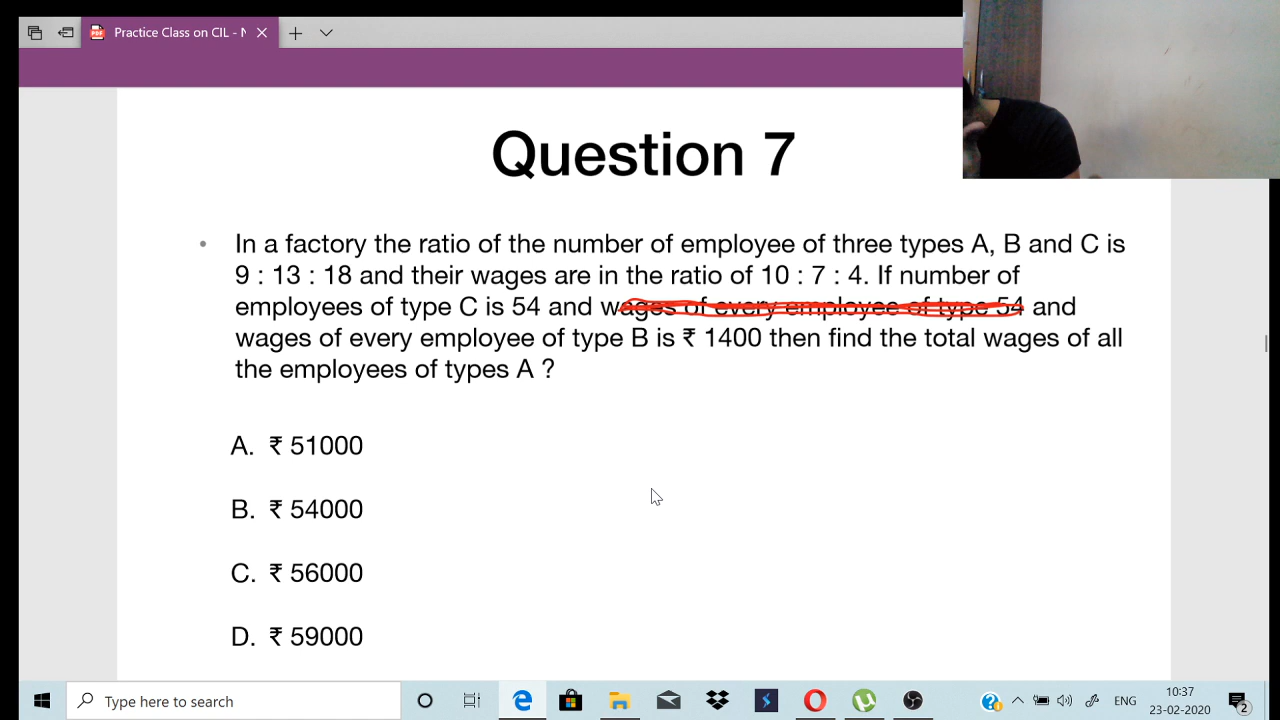 Practice Class on CIL - N
Question 7
• In a factory the ratio of the number of employee of three types A, B and C is
9 : 13 : 18 and their wages are in the ratio of 10 : 7 : 4. If number of
employees of type C is 54 and wages of every employee of type 54 and
wages of every employee of type B is ₹ 1400 then find the total wages of all
the employees of types A ?
A. ₹ 51000
B. ₹ 54000
C. ₹ 56000
D. ₹ 59000
Type here to search
ENG
10:37
23-02-2020
2